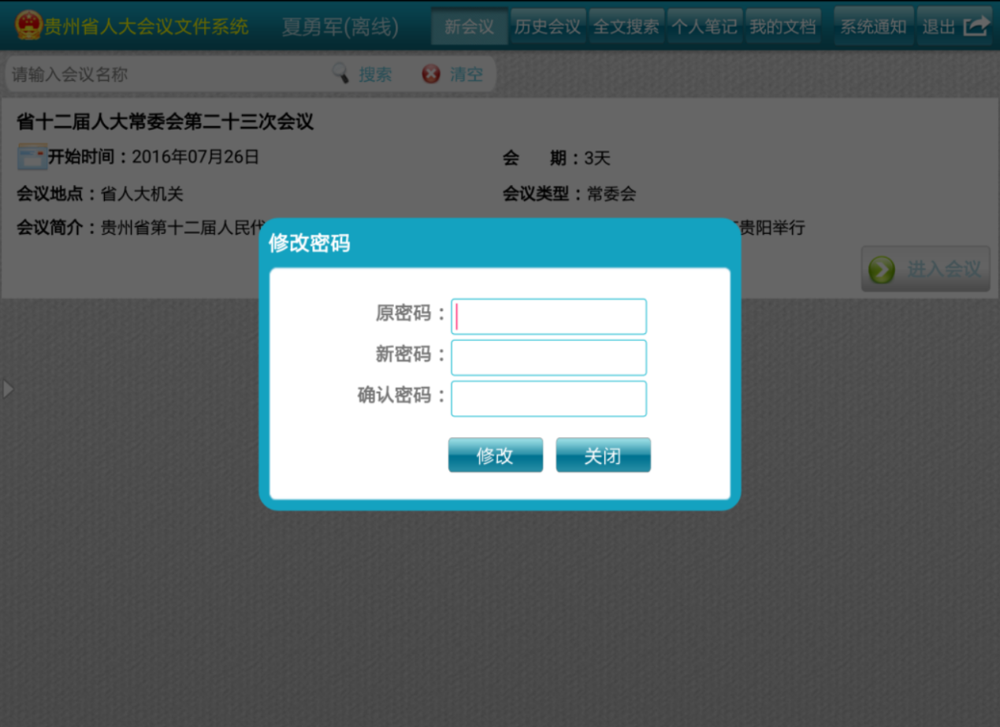 贵州省人大会议文件系统 夏勇军(离线) 新会议 历史会议 全文搜索 个人笔记 我的文档 系统通知 退出
请输入会议名称 搜索 清空
省十二届人大常委会第二十三次会议
开始时间：2016年07月26日 会 期：3天
会议地点：省人大机关 会议类型：常委会
会议简介：贵州省第十二届人民代 贵阳举行
进入会议
修改密码
原密码：
新密码：
确认密码：
修改 关闭